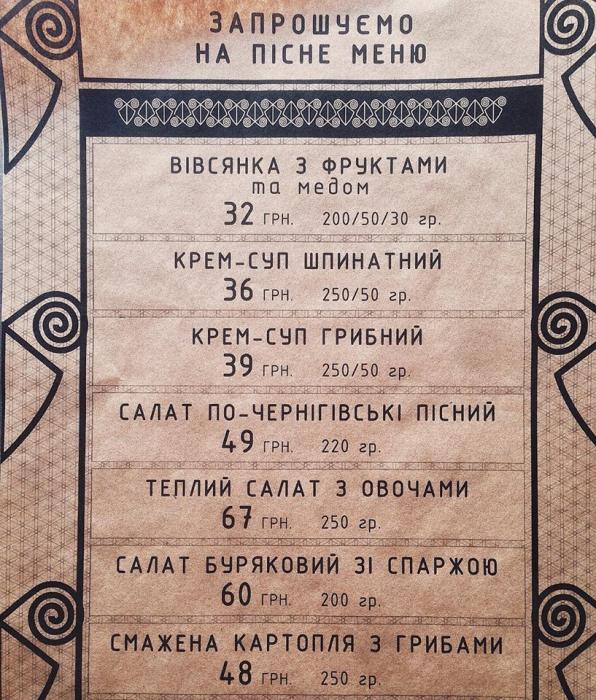 ЗАПРОШУЄМО
НА ПІСНЕ МЕНЮ
ВІВСЯНКА З ФРУКТАМИ
та медом
32 ГРН. 200/50/30 гр.
КРЕМ-СУП ШПИНАТНИЙ
36 ГРН. 250/50 гр.
КРЕМ-СУП ГРИБНИЙ
39 ГРН. 250/50 гр.
САЛАТ ПО-ЧЕРНІГІВСЬКІ ПІСНИЙ
49 ГРН. 220 гр.
ТЕПЛИЙ САЛАТ З ОВОЧАМИ
67 ГРН. 250 гр.
САЛАТ БУРЯКОВИЙ ЗІ СПАРЖОЮ
60 ГРН. 200 гр.
СМАЖЕНА КАРТОПЛЯ З ГРИБАМИ
48 ГРН. 250 гр.